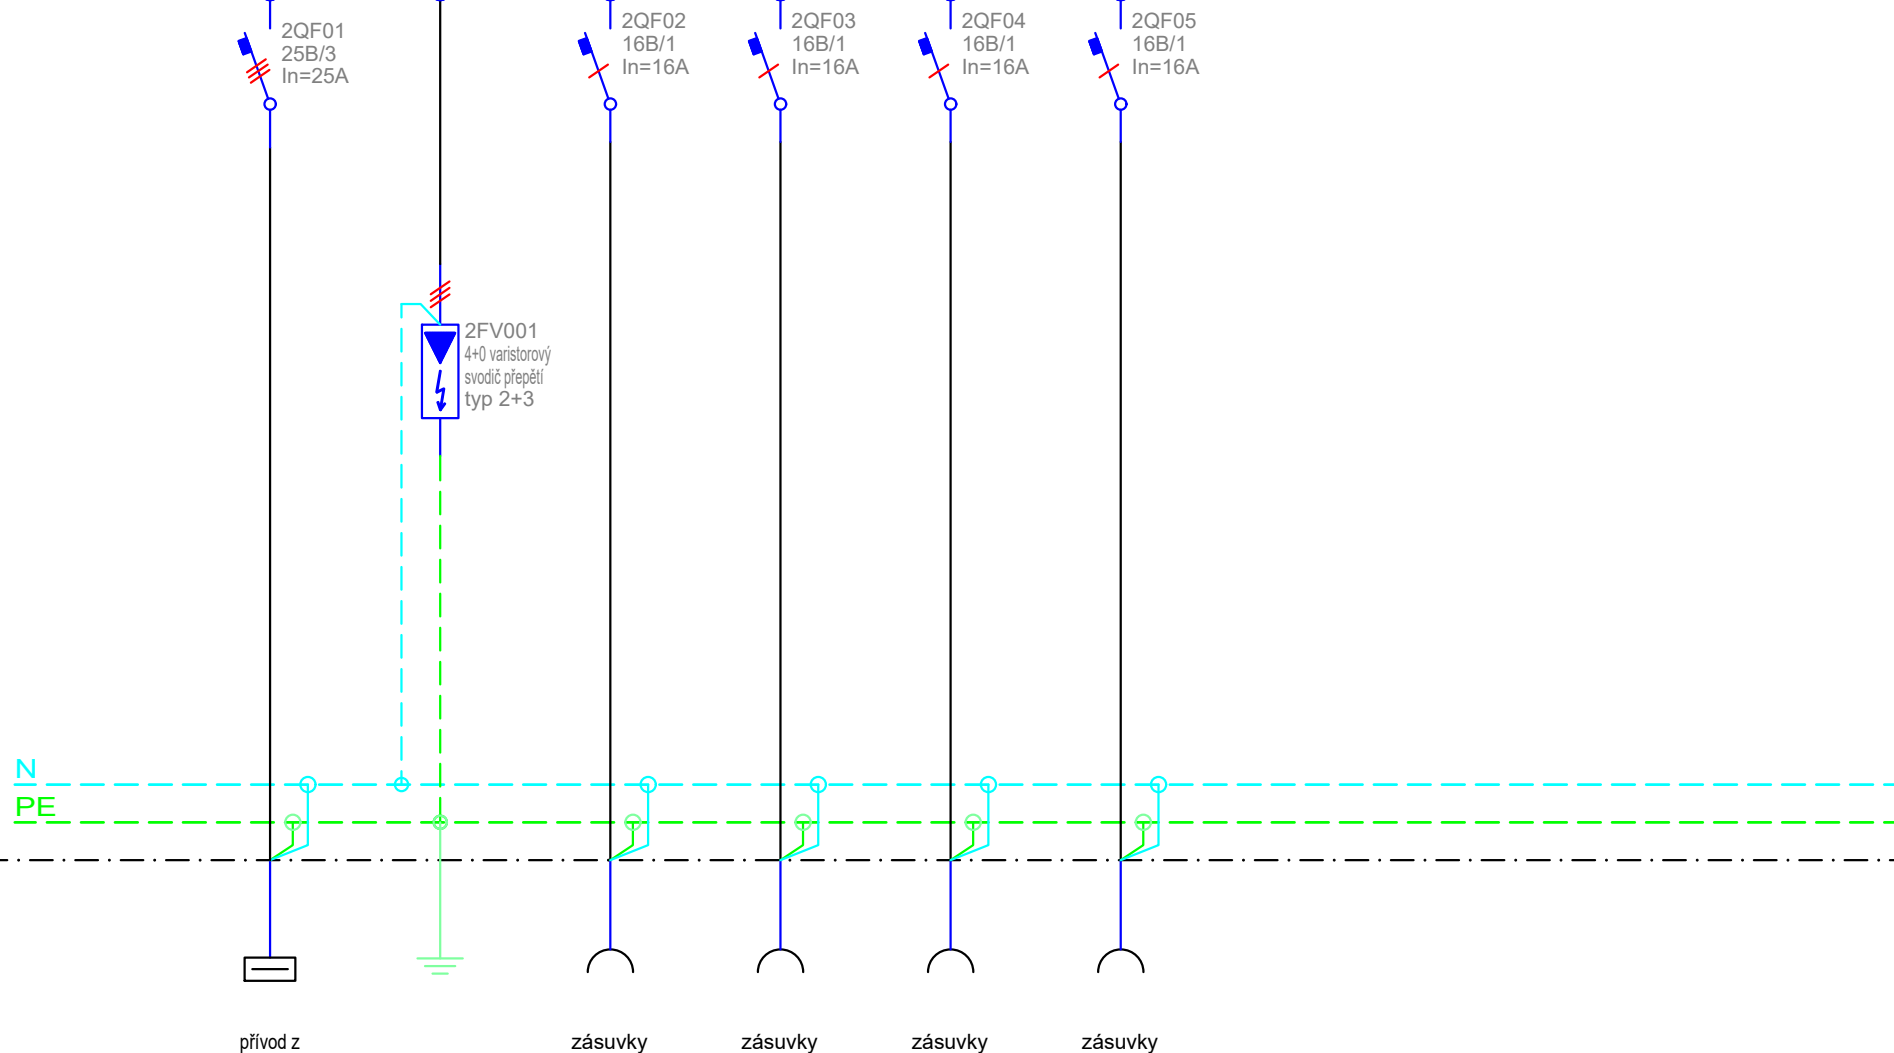 2QF01
25B/3
In=25A
2QF02
16B/1
In=16A
2QF03
16B/1
In=16A
2QF04
16B/1
In=16A
2QF05
16B/1
In=16A
2FV001
4+0 varistorový
svodič přepětí
typ 2+3
N
PE
přívod z
zásuvky
zásuvky
zásuvky
zásuvky